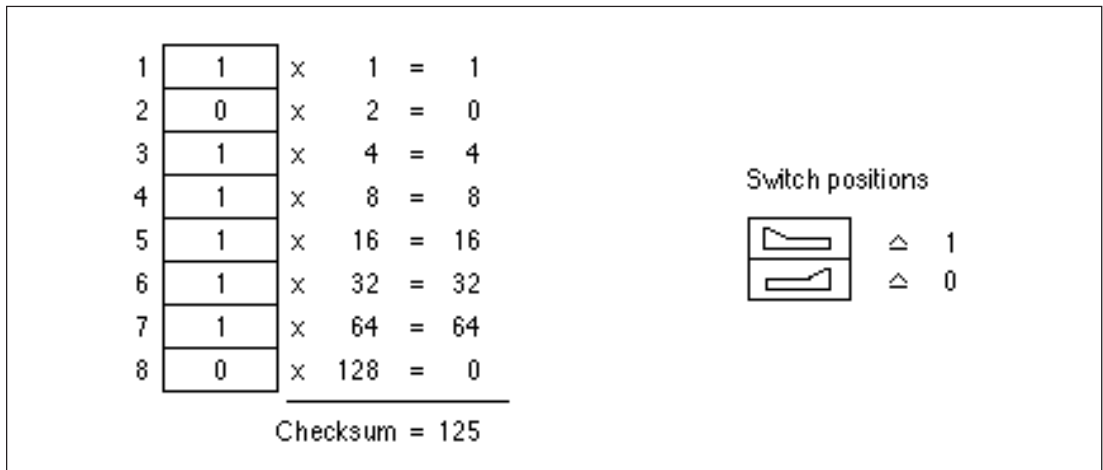 1 1 x 1 = 1
2 0 x 2 = 0
3 1 x 4 = 4
4 1 x 8 = 8
5 1 x 16 = 16
6 1 x 32 = 32
7 1 x 64 = 64
8 0 x 128 = 0
Checksum = 125
Switch positions
≙ 1
≙ 0